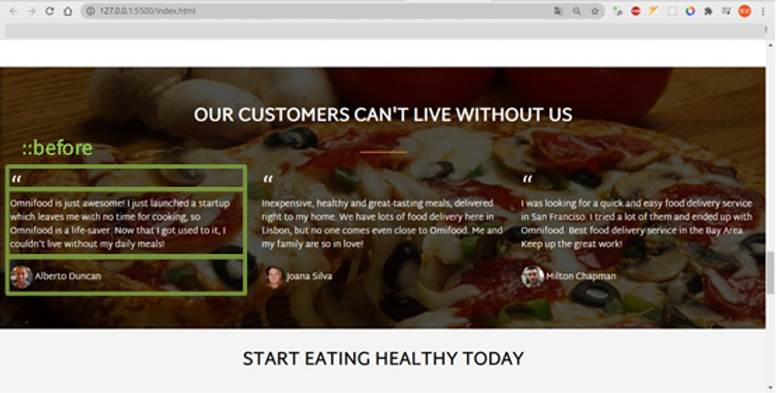 127.0.0.1:5500/index.html
OUR CUSTOMERS CAN'T LIVE WITHOUT US
::before
“
Omnifood is just awesome! I just launched a startup
which leaves me with no time for cooking, so
Omnifood is a life-saver. Now that I got used to it, I
couldn't live without my daily meals!
Alberto Duncan
“
Inexpensive, healthy and great-tasting meals, delivered
right to my home. We have lots of food delivery here in
Lisbon, but no one comes even close to Omifood. Me and
my family are so in love!
Joana Silva
“
I was looking for a quick and easy food delivery service
in San Franciso. I tried a lot of them and ended up with
Omnifood. Best food delivery service in the Bay Area.
Keep up the great work!
Milton Chapman
START EATING HEALTHY TODAY